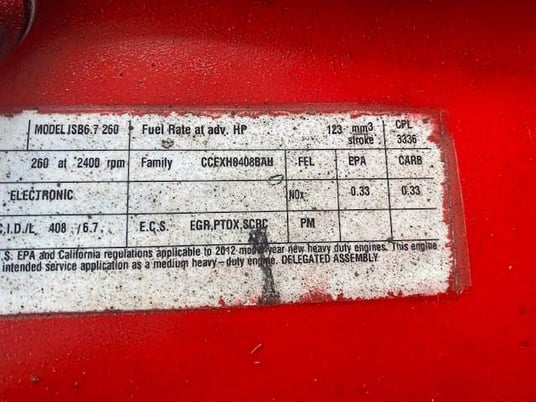 MODEL ISB6.7 260 Fuel Rate at adv. HP 123 mm3 stroke CPL 3336
260 at 2400 rpm Family CCEXH0408BAH FEL EPA CARB
ELECTRONIC NOx 0.33 0.33
C.I.D./L 408 /6.7 E.C.S. EGR,PTOX,SCRC PM
.S. EPA and California regulations applicable to 2012 model year new heavy duty engines. This engine
intended service application as a medium heavy-duty engine. DELEGATED ASSEMBLY